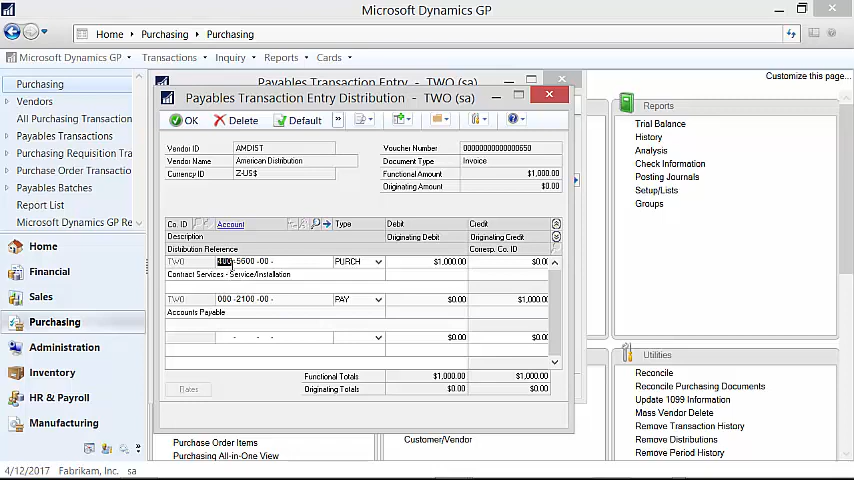 Microsoft Dynamics GP
Home ▸ Purchasing ▸ Purchasing
Microsoft Dynamics GP Transactions Inquiry Reports Cards
Customize this page...
Purchasing
Vendors
All Purchasing Transaction
Payables Transactions
Purchasing Requisition Tra
Purchase Order Transactio
Payables Batches
Report List
Microsoft Dynamics GP Re
Home
Financial
Sales
Purchasing
Administration
Inventory
HR & Payroll
Manufacturing
Payables Transaction Entry - TWO (sa)
Payables Transaction Entry Distribution - TWO (sa)
OK Delete Default
Vendor ID AMDIST Voucher Number 00000000000000650
Vendor Name American Distribution Document Type Invoice
Currency ID Z-US$ Functional Amount $1,000.00
Originating Amount $0.00
Co. ID Account Type Debit Credit
Description Originating Debit Originating Credit
Distribution Reference Corresp. Co. ID
TWO 400 -5600 -00 - PURCH $1,000.00 $0.00
Contract Services - Service/Installation
TWO 000 -2100 -00 - PAY $0.00 $1,000.00
Accounts Payable
- - - $0.00 $0.00
Functional Totals $1,000.00 $1,000.00
Rates Originating Totals $0.00 $0.00
Purchase Order Items
Purchasing All-in-One View
Customer/Vendor
Reports
Trial Balance
History
Analysis
Check Information
Posting Journals
Setup/Lists
Groups
Utilities
Reconcile
Reconcile Purchasing Documents
Update 1099 Information
Mass Vendor Delete
Remove Transaction History
Remove Distributions
Remove Period History
4/12/2017 Fabrikam, Inc. sa